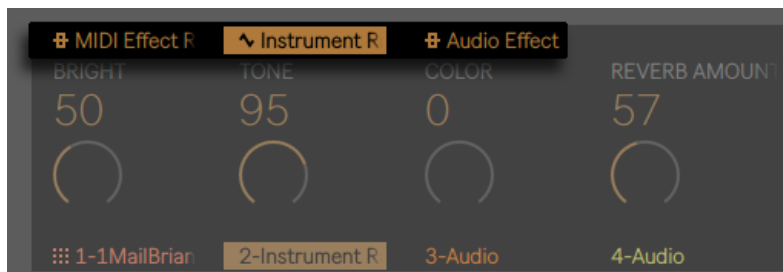 MIDI Effect R Instrument R Audio Effect
BRIGHT TONE COLOR REVERB AMOUNT
50 95 0 57
1-1MailBrian 2-Instrument R 3-Audio 4-Audio